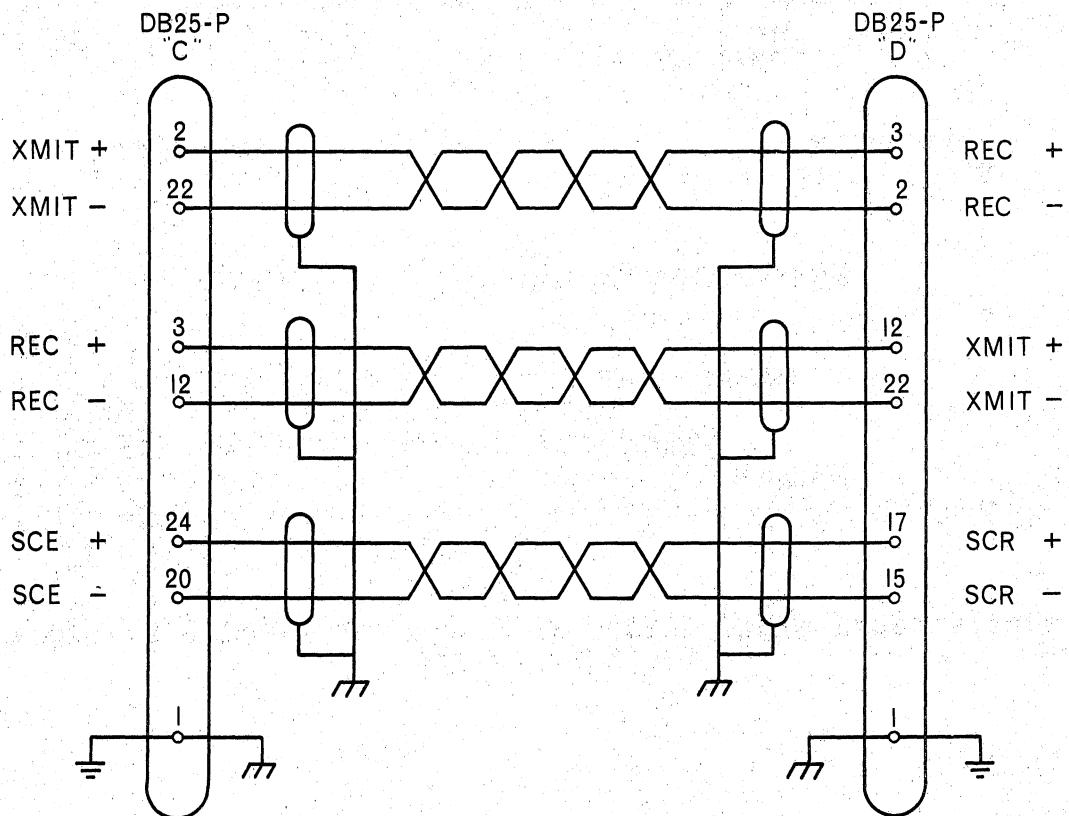 DB25-P DB25-P
"C" "D"
XMIT + 2 3 REC +
XMIT - 22 2 REC -
REC + 3 12 XMIT +
REC - 12 22 XMIT -
SCE + 24 17 SCR +
SCE - 20 15 SCR -
1 1